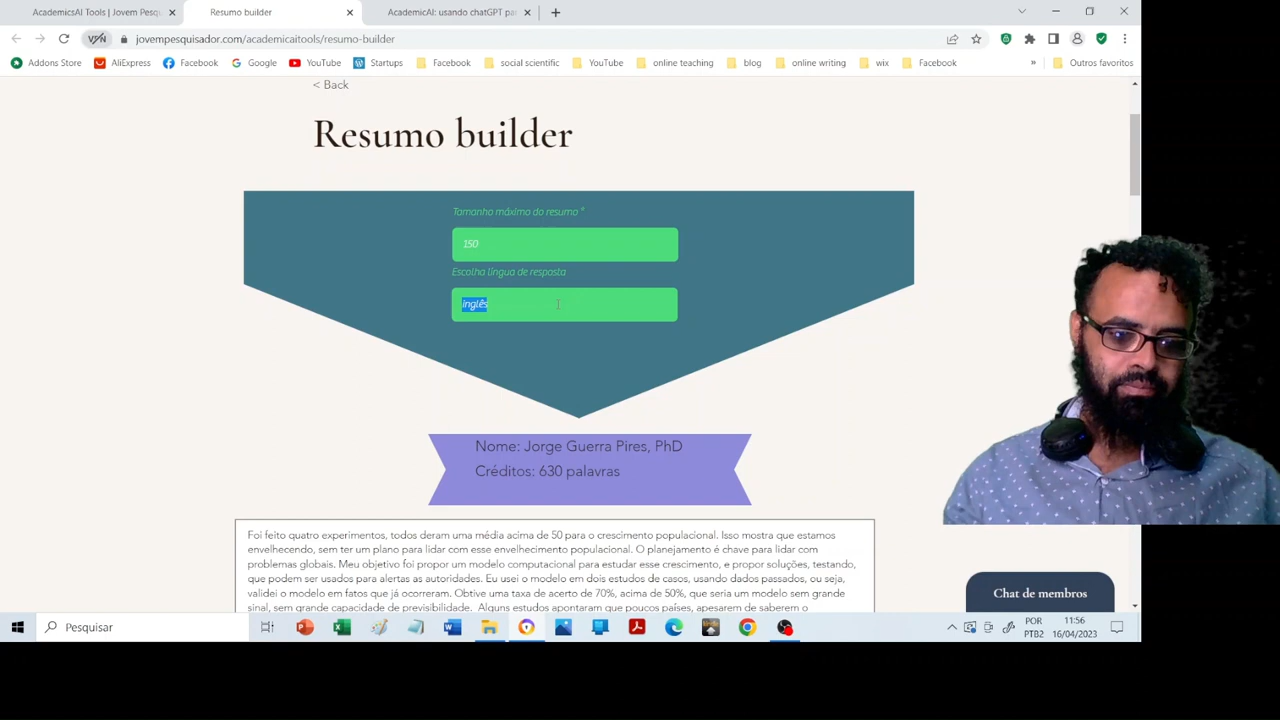 AcademicsAI Tools | Jovem Pesqu
Resumo builder
AcademicAI: usando chatGPT pa
jovempesquisador.com/academicaitools/resumo-builder
Addons Store
AliExpress
Facebook
Google
YouTube
Startups
Facebook
social scientific
YouTube
online teaching
blog
online writing
wix
Facebook
»
Outros favoritos
< Back
Resumo builder
Tamanho máximo do resumo *
150
Escolha língua de resposta
inglês
Nome: Jorge Guerra Pires, PhD
Créditos: 630 palavras
Foi feito quatro experimentos, todos deram uma média acima de 50 para o crescimento populacional. Isso mostra que estamos
envelhecendo, sem ter um plano para lidar com esse envelhecimento populacional. O planejamento é chave para lidar com
problemas globais. Meu objetivo foi propor um modelo computacional para estudar esse crescimento, e propor soluções, testando,
que podem ser usados para alertas as autoridades. Eu usei o modelo em dois estudos de casos, usando dados passados, ou seja,
validei o modelo em fatos que já ocorreram. Obtive uma taxa de acerto de 70%, acima de 50%, que seria um modelo sem grande
sinal, sem grande capacidade de previsibilidade. Alguns estudos apontaram que poucos países, apesarem de saberem o
Chat de membros
Pesquisar
POR
PTB2
11:56
16/04/2023